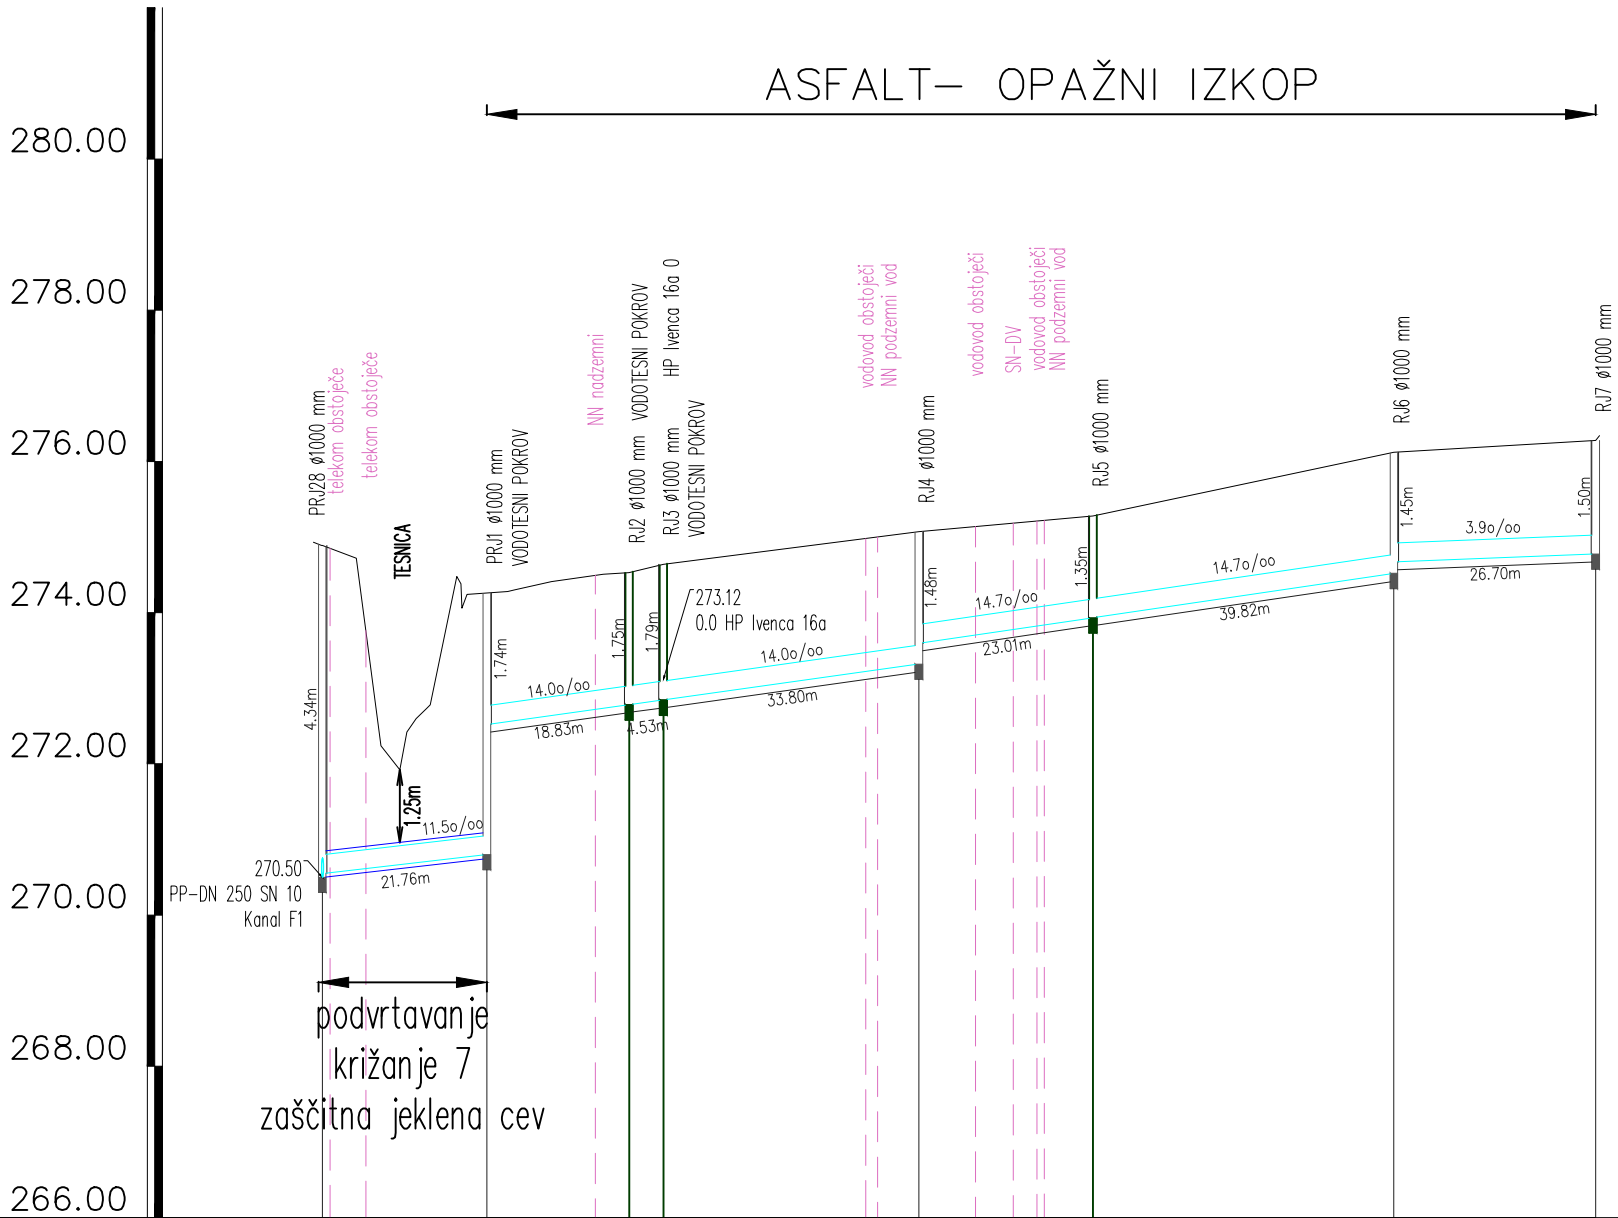 ASFALT– OPAŽNI IZKOP
280.00
278.00
276.00
274.00
272.00
270.00
268.00
266.00
PRJ28 ø1000 mm
telekom obstoječe
telekom obstoječe
TESNICA
PRJ1 ø1000 mm
VODOTESNI POKROV
NN nadzemni
RJ2 ø1000 mm VODOTESNI POKROV
RJ3 ø1000 mm HP Ivenca 16a 0
VODOTESNI POKROV
vodovod obstoječi
NN podzemni vod
RJ4 ø1000 mm
vodovod obstoječi
SN-DV
vodovod obstoječi
NN podzemni vod
RJ5 ø1000 mm
RJ6 ø1000 mm
RJ7 ø1000 mm
4.34m
1.25m
11.5o/oo
21.76m
1.74m
14.0o/oo
18.83m
1.75m
1.79m
4.53m
273.12
0.0 HP Ivenca 16a
14.0o/oo
33.80m
1.48m
14.7o/oo
23.01m
1.35m
14.7o/oo
39.82m
1.45m
3.9o/oo
26.70m
1.50m
270.50
PP-DN 250 SN 10
Kanal F1
podvrtavanje
križanje 7
zaščitna jeklena cev